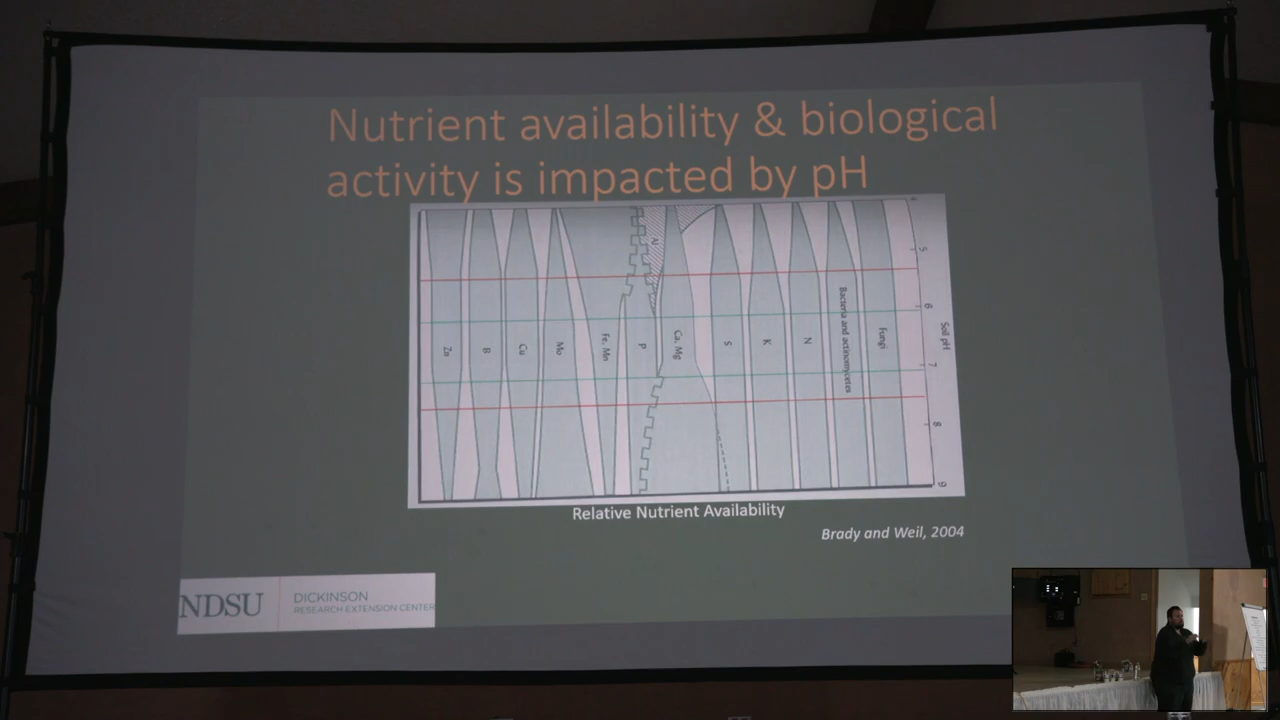 Nutrient availability & biological
activity is impacted by pH
4
5
6
7
8
9
Soil pH
Fungi
Bacteria and actinomycetes
N
K
S
Ca, Mg
Al
P
Fe, Mn
Mo
Cu
B
Zn
Relative Nutrient Availability
Brady and Weil, 2004
NDSU
DICKINSON
RESEARCH EXTENSION CENTER